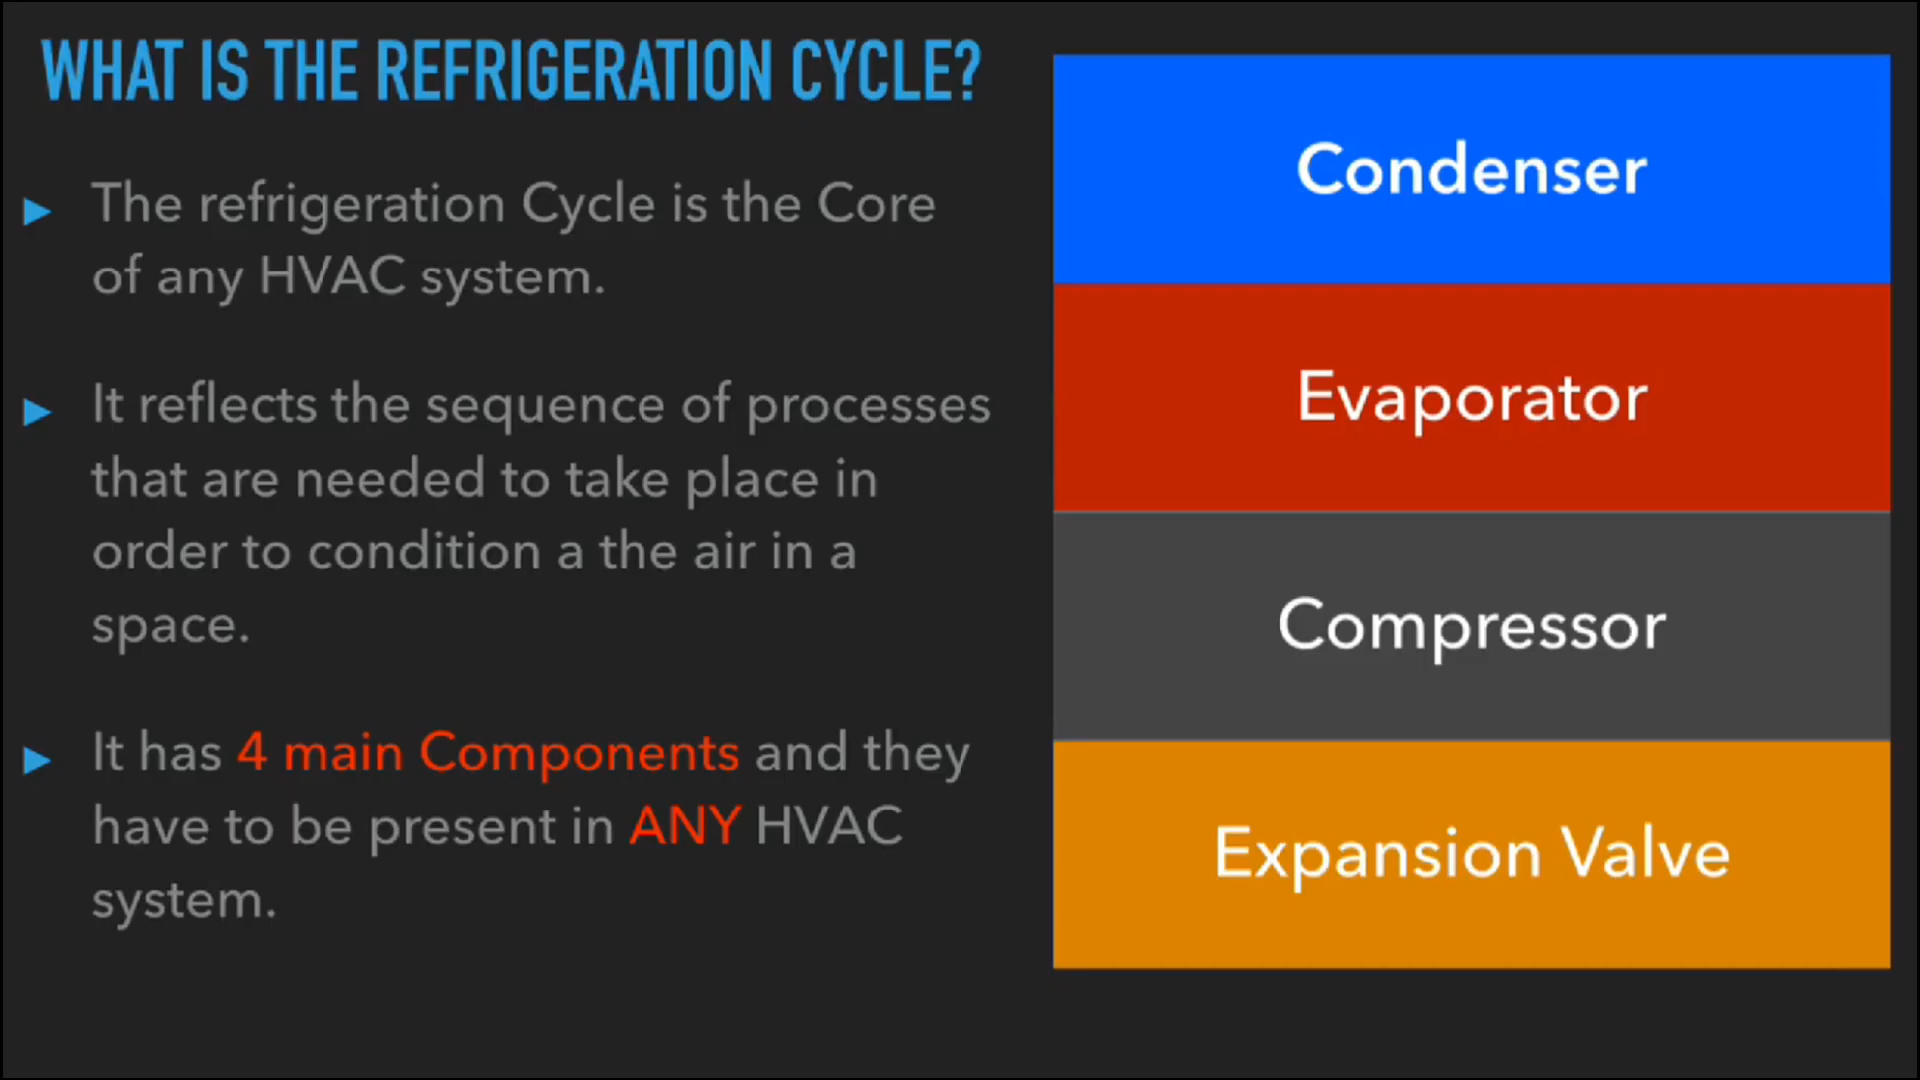 WHAT IS THE REFRIGERATION CYCLE?
The refrigeration Cycle is the Core
of any HVAC system.
It reflects the sequence of processes
that are needed to take place in
order to condition a the air in a
space.
It has 4 main Components and they
have to be present in ANY HVAC
system.
Condenser
Evaporator
Compressor
Expansion Valve